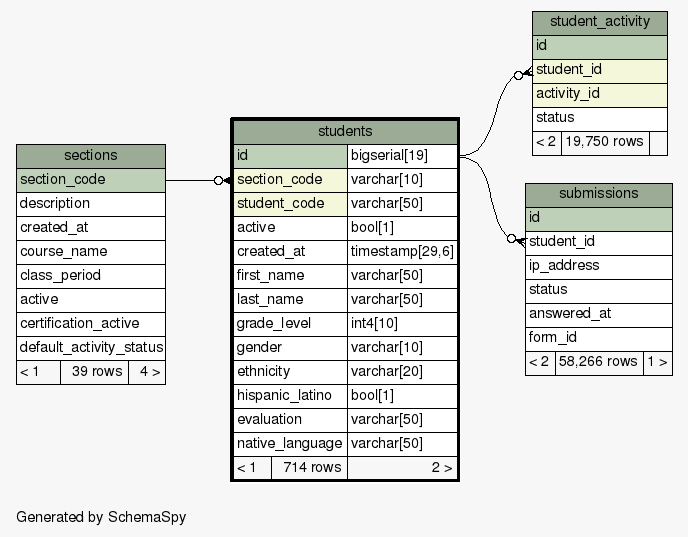 student_activity
id
student_id
activity_id
status
< 2 19,750 rows
students
id bigserial[19]
section_code varchar[10]
student_code varchar[50]
active bool[1]
created_at timestamp[29,6]
first_name varchar[50]
last_name varchar[50]
grade_level int4[10]
gender varchar[10]
ethnicity varchar[20]
hispanic_latino bool[1]
evaluation varchar[50]
native_language varchar[50]
< 1 714 rows 2 >
sections
section_code
description
created_at
course_name
class_period
active
certification_active
default_activity_status
< 1 39 rows 4 >
submissions
id
student_id
ip_address
status
answered_at
form_id
< 2 58,266 rows 1 >
Generated by SchemaSpy